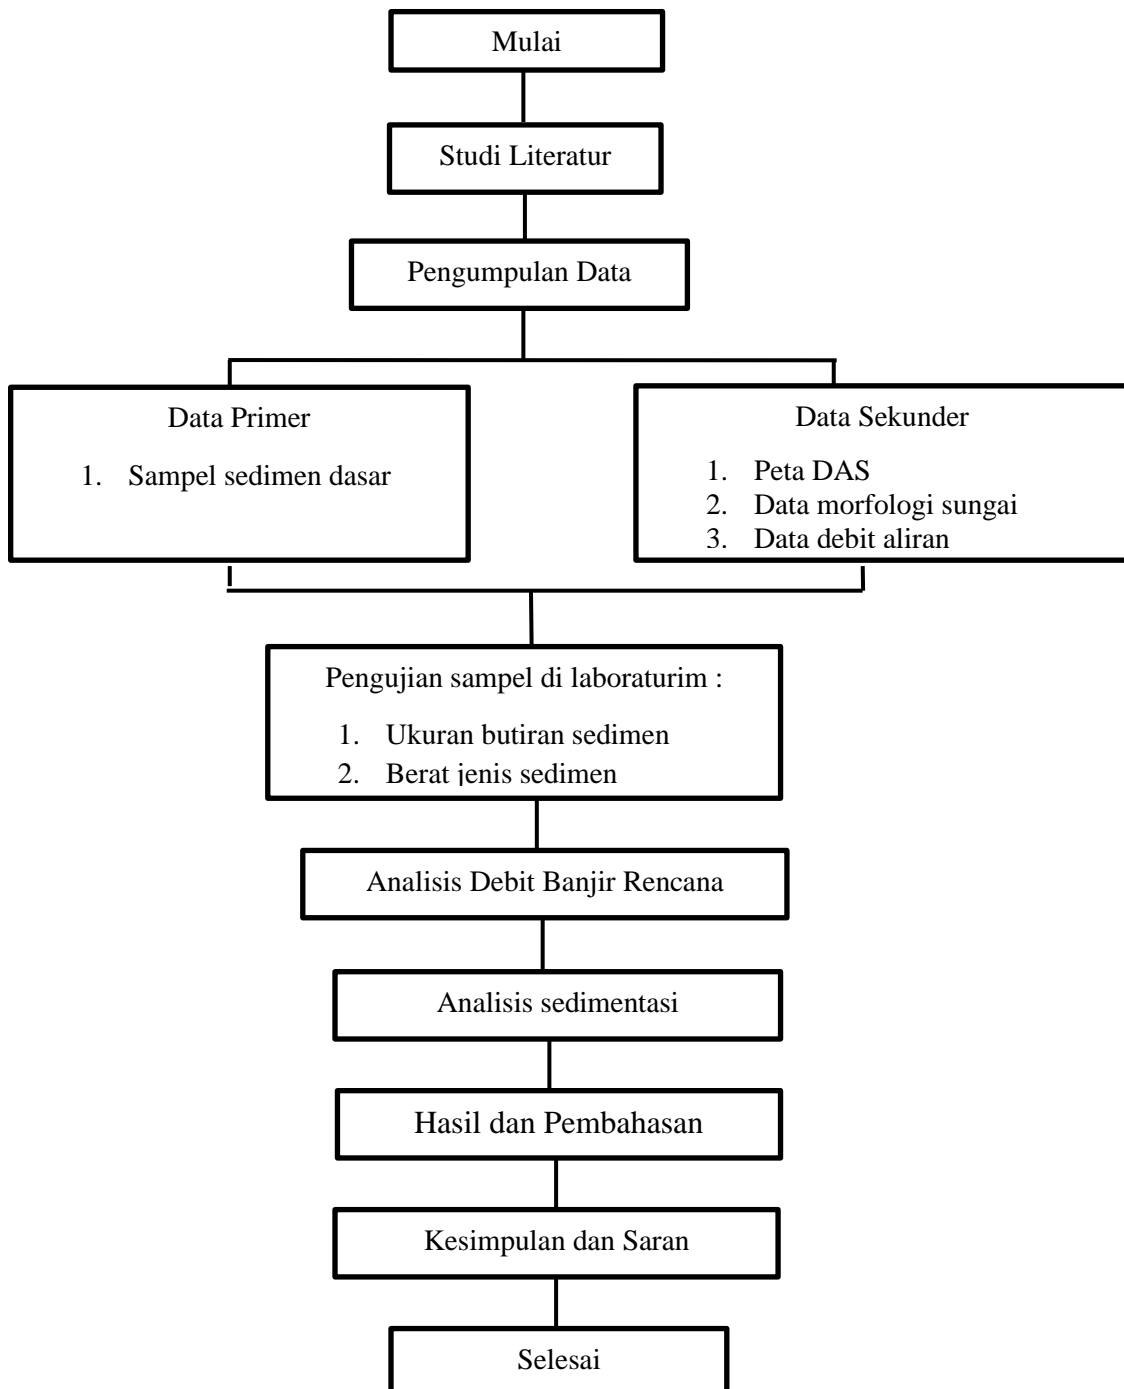 Mulai
Studi Literatur
Pengumpulan Data
Data Primer
1. Sampel sedimen dasar
Data Sekunder
1. Peta DAS
2. Data morfologi sungai
3. Data debit aliran
Pengujian sampel di laboraturim :
1. Ukuran butiran sedimen
2. Berat jenis sedimen
Analisis Debit Banjir Rencana
Analisis sedimentasi
Hasil dan Pembahasan
Kesimpulan dan Saran
Selesai